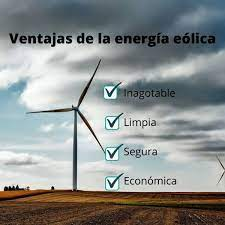 Ventajas de la energía eólica
Inagotable
Limpia
Segura
Económica